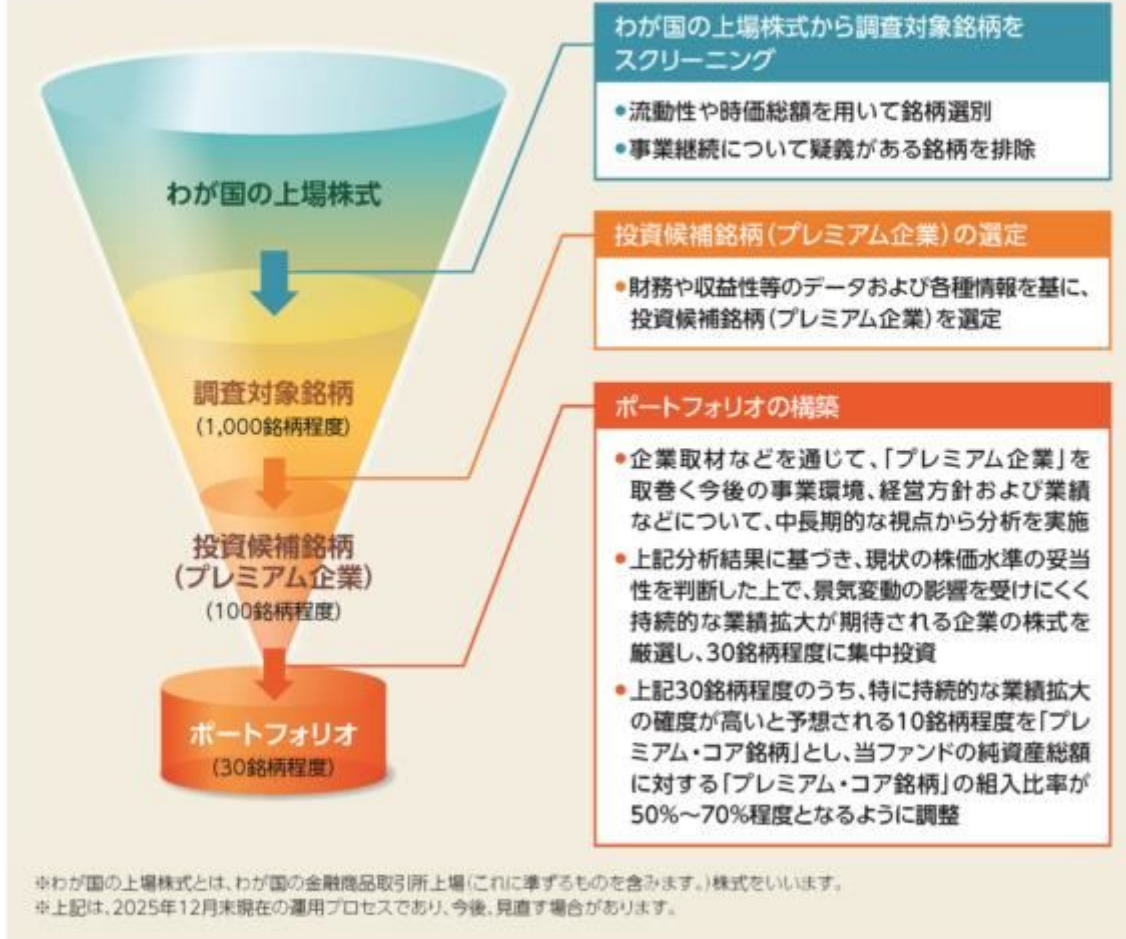 わが国の上場株式から調査対象銘柄を
スクリーニング
●流動性や時価総額を用いて銘柄選別
●事業継続について疑義がある銘柄を排除
わが国の上場株式
投資候補銘柄(プレミアム企業)の選定
●財務や収益性等のデータおよび各種情報を基に、
投資候補銘柄(プレミアム企業)を選定
調査対象銘柄
(1,000銘柄程度)
投資候補銘柄
(プレミアム企業)
(100銘柄程度)
ポートフォリオ
(30銘柄程度)
ポートフォリオの構築
●企業取材などを通じて、「プレミアム企業」を
取巻く今後の事業環境、経営方針および業績
などについて、中長期的な視点から分析を実施
●上記分析結果に基づき、現状の株価水準の妥当
性を判断した上で、景気変動の影響を受けにくく
持続的な業績拡大が期待される企業の株式を
厳選し、30銘柄程度に集中投資
●上記30銘柄程度のうち、特に持続的な業績拡大
の確度が高いと予想される10銘柄程度を「プレ
ミアム・コア銘柄」とし、当ファンドの純資産総額
に対する「プレミアム・コア銘柄」の組入比率が
50%～70%程度となるように調整
※わが国の上場株式とは、わが国の金融商品取引所上場(これに準ずるものを含みます。)株式をいいます。
※上記は、2025年12月末現在の運用プロセスであり、今後、見直す場合があります。